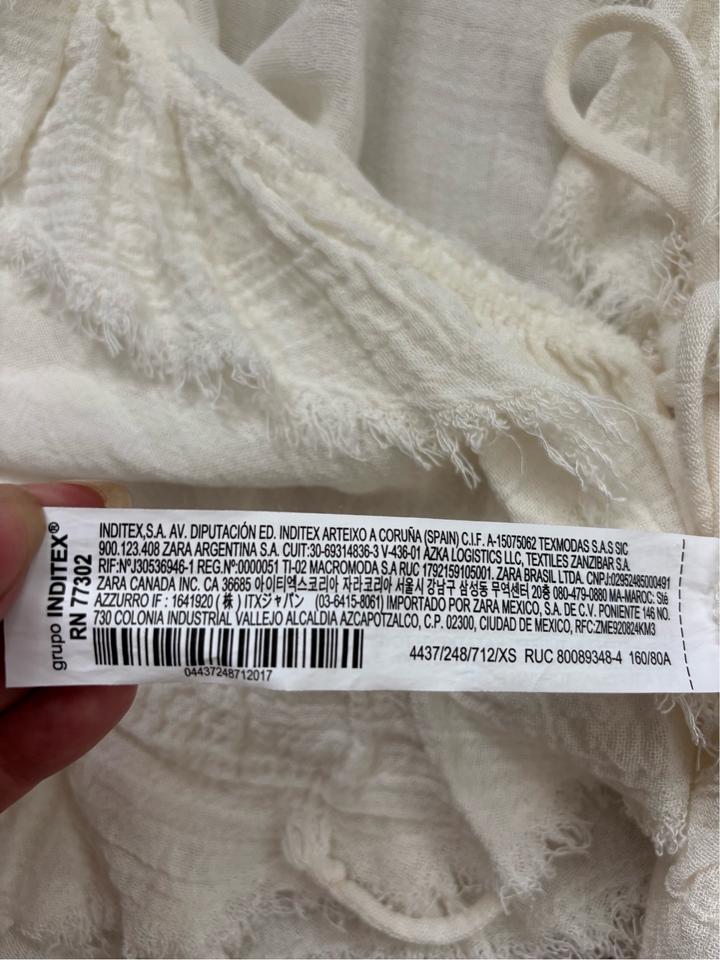 grupo INDITEX®
RN 77302
INDITEX,S.A. AV. DIPUTACIÓN ED. INDITEX ARTEIXO A CORUÑA (SPAIN) C.I.F. A-15075062 TEXMODAS S.A.S SIC
900.123.408 ZARA ARGENTINA S.A. CUIT:30-69314836-3 V-436-01 AZKA LOGISTICS LLC, TEXTILES ZANZIBAR S.A.
RIF:NºJ30536946-1 REG.Nº:0000051 TI-02 MACROMODA S.A RUC 1792159105001. ZARA BRASIL LTDA. CNPJ:02952485000491
ZARA CANADA INC. CA 36685 아이티엑스코리아 자라코리아 서울시 강남구 삼성동 무역센터 20층 080-479-0880 MA-MAROC: Sté
AZZURRO IF : 1641920 (株) ITXジャパン (03-6415-8061) IMPORTADO POR ZARA MEXICO, S.A. DE C.V. PONIENTE 146 NO.
730 COLONIA INDUSTRIAL VALLEJO ALCALDIA AZCAPOTZALCO, C.P. 02300, CIUDAD DE MEXICO, RFC:ZME920824KM3
4437/248/712/XS RUC 80089348-4 160/80A
04437248712017